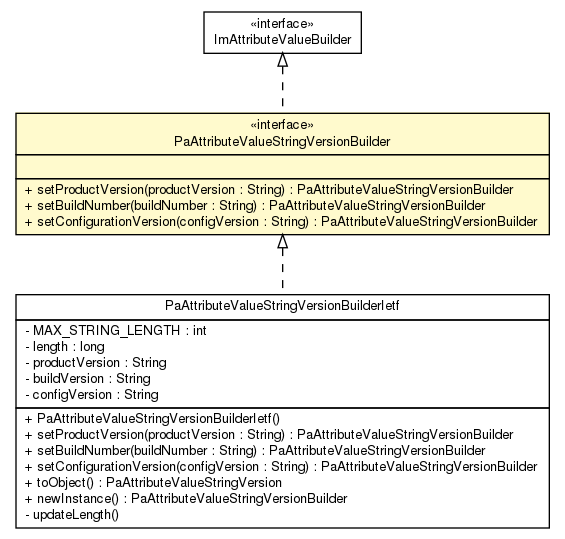 «interface»
ImAttributeValueBuilder
«interface»
PaAttributeValueStringVersionBuilder
+ setProductVersion(productVersion : String) : PaAttributeValueStringVersionBuilder
+ setBuildNumber(buildNumber : String) : PaAttributeValueStringVersionBuilder
+ setConfigurationVersion(configVersion : String) : PaAttributeValueStringVersionBuilder
PaAttributeValueStringVersionBuilderIetf
- MAX_STRING_LENGTH : int
- length : long
- productVersion : String
- buildVersion : String
- configVersion : String
+ PaAttributeValueStringVersionBuilderIetf()
+ setProductVersion(productVersion : String) : PaAttributeValueStringVersionBuilder
+ setBuildNumber(buildNumber : String) : PaAttributeValueStringVersionBuilder
+ setConfigurationVersion(configVersion : String) : PaAttributeValueStringVersionBuilder
+ toObject() : PaAttributeValueStringVersion
+ newInstance() : PaAttributeValueStringVersionBuilder
- updateLength()